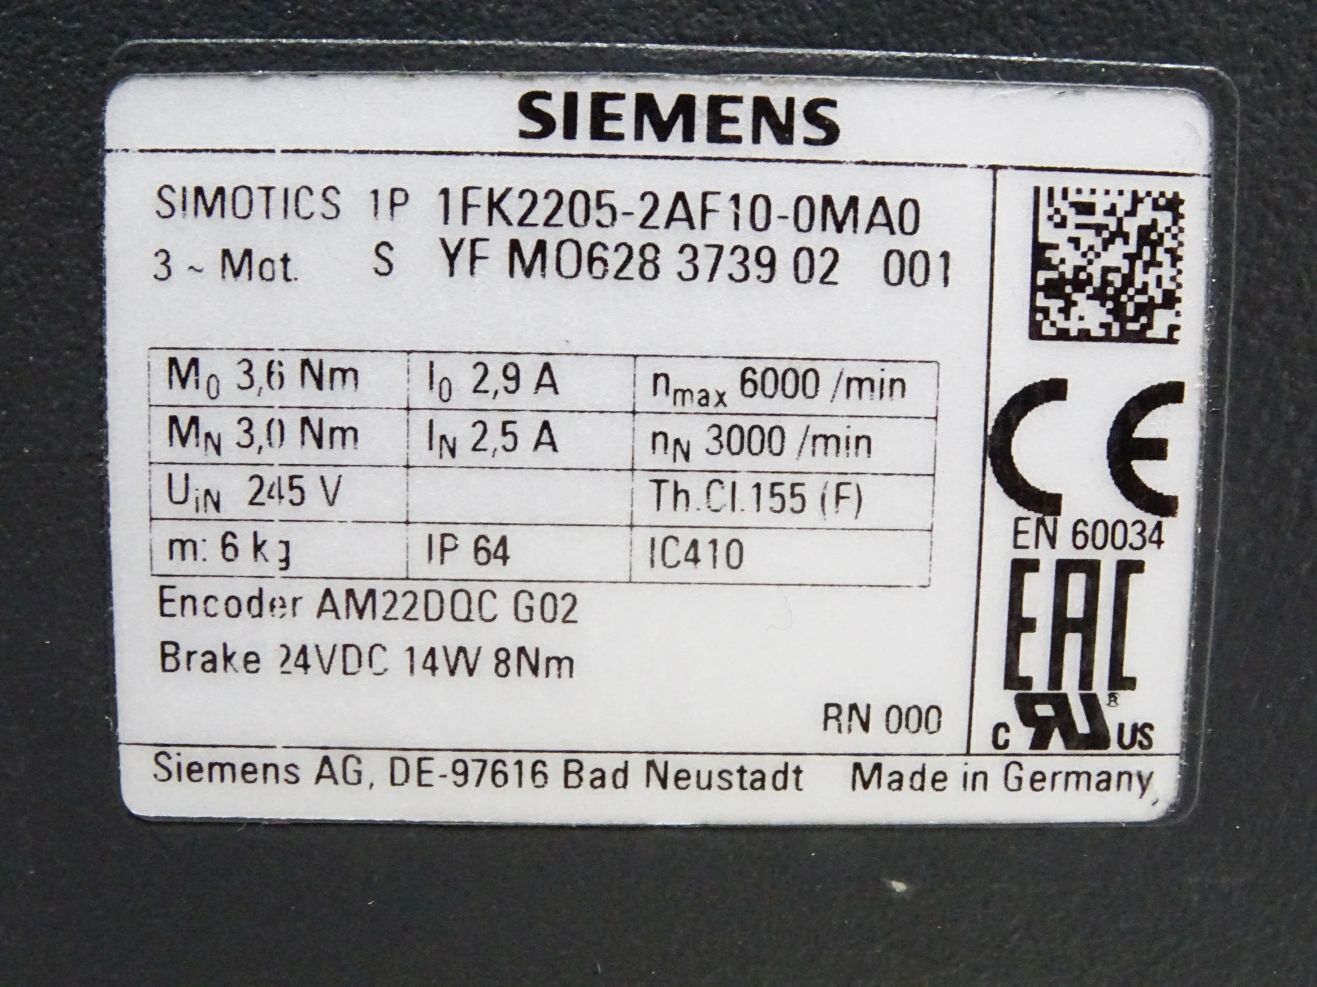 SIEMENS
SIMOTICS 1P 1FK2205-2AF10-0MA0
3 ~ Mot. S YF M0628 3739 02 001
M0 3,6 Nm I0 2,9 A nmax 6000 /min
MN 3,0 Nm IN 2,5 A nN 3000 /min
UiN 245 V Th.Cl.155 (F)
m: 6 kg IP 64 IC410
Encoder AM22DQC G02
Brake 24VDC 14W 8Nm
RN 000
CE
EN 60034
EAC
c RU ® US
Siemens AG, DE-97616 Bad Neustadt Made in Germany